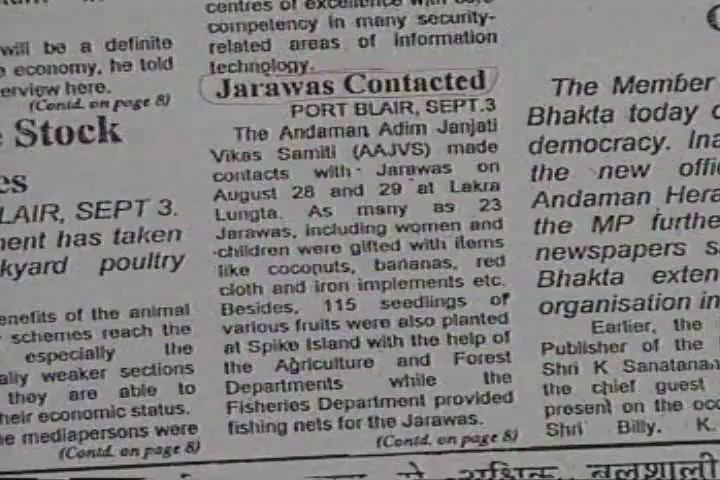 will be a definite
economy, he told
erview here.
(Contd. on page 8)
Stock
es
LAIR, SEPT 3.
ment has taken
kyard poultry
enefits of the animal
schemes reach the
especially the
ally weaker sections
they are able to
heir economic status.
e mediapersons were
(Contd. on page 8)
centres of excellence with
competency in many security-
related areas of information
technology.
Jarawas Contacted
PORT BLAIR, SEPT.3
The Andaman Adim Janjati
Vikas Samiti (AAJVS) made
contacts with Jarawas on
August 28 and 29 at Lakra
Lungta. As many as 23
Jarawas, including women and
children were gifted with items
like coconuts, bananas, red
cloth and iron implements etc.
Besides, 115 seedlings of
various fruits were also planted
at Spike Island with the help of
the Agriculture and Forest
Departments while the
Fisheries Department provided
fishing nets for the Jarawas.
(Contd. on page 8)
The Member
Bhakta today
democracy. Ina
the new offi
Andaman Hera
the MP furthe
newspapers s
Bhakta exten
organisation in
Earlier, the
Publisher of the
Shri K Sanatana
the chief guest
present on the occ
Shri Billy, K.
से अधिक बलशाली